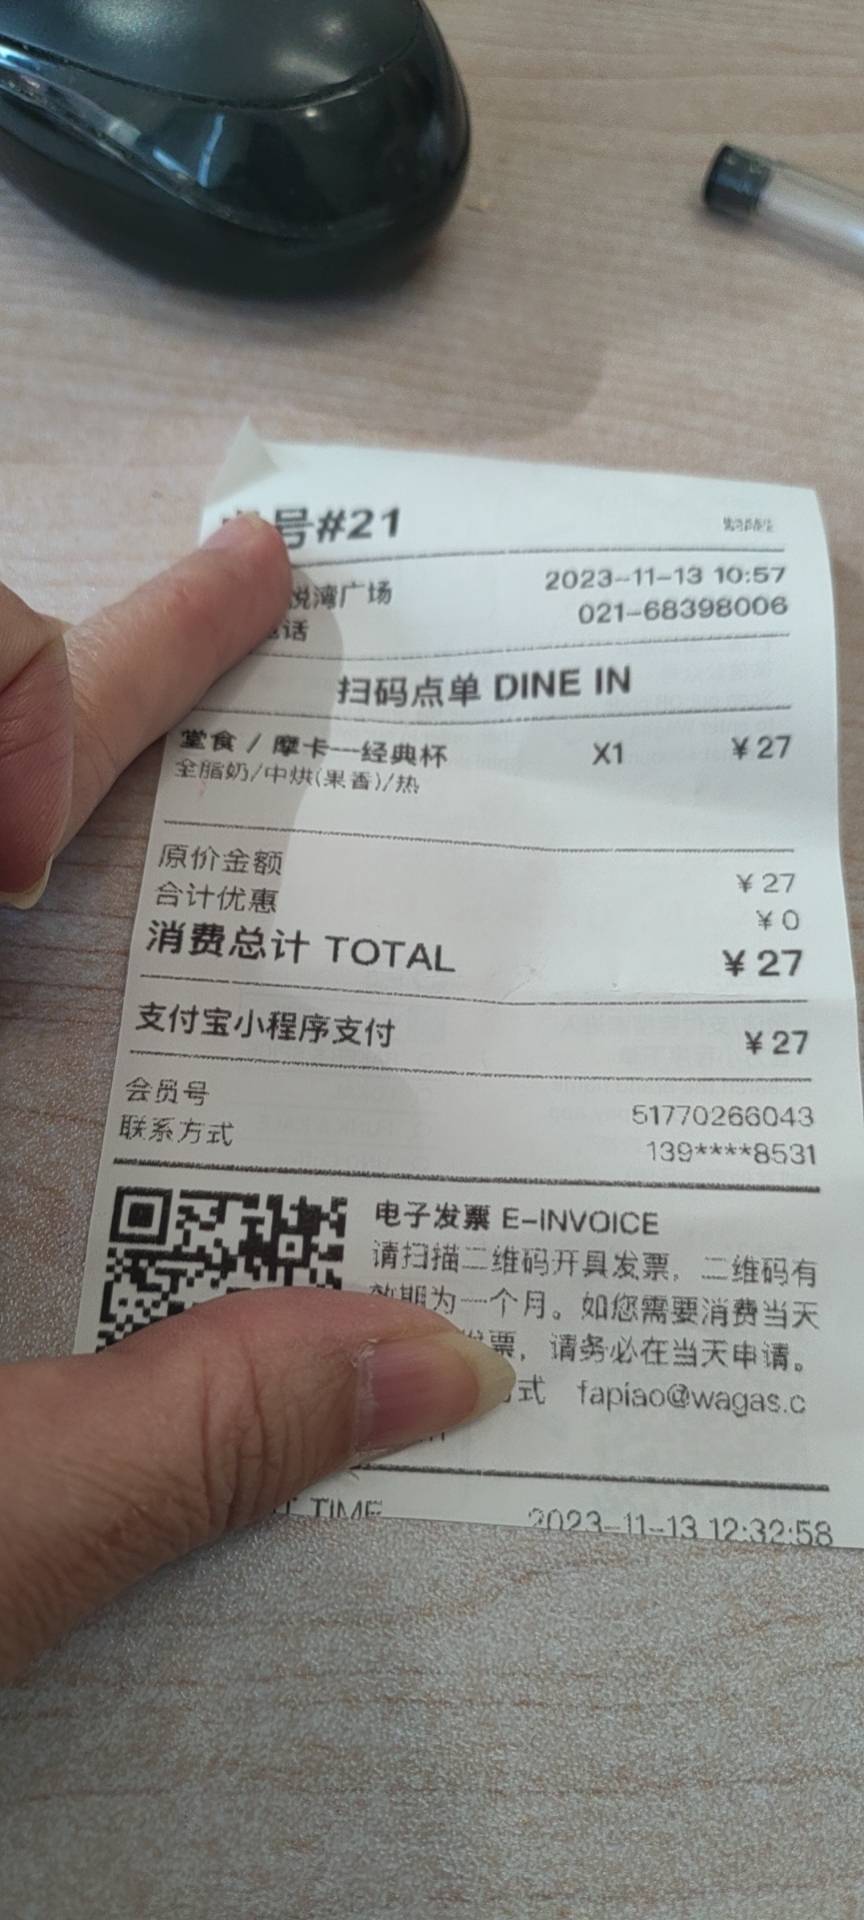 号#21
2023-11-13 10:57
悦湾广场 021-68398006
话
扫码点单 DINE IN
堂食 / 摩卡---经典杯 X1 ¥27
全脂奶/中烘(果香)/热
原价金额 ¥27
合计优惠 ¥0
消费总计 TOTAL ¥27
支付宝小程序支付 ¥27
会员号 51770266043
联系方式 139****8531
电子发票 E-INVOICE
请扫描二维码开具发票，二维码有
效期为一个月。如您需要消费当天
发票，请务必在当天申请。
式 fapiao@wagas.c
TIME 2023-11-13 12:32:58